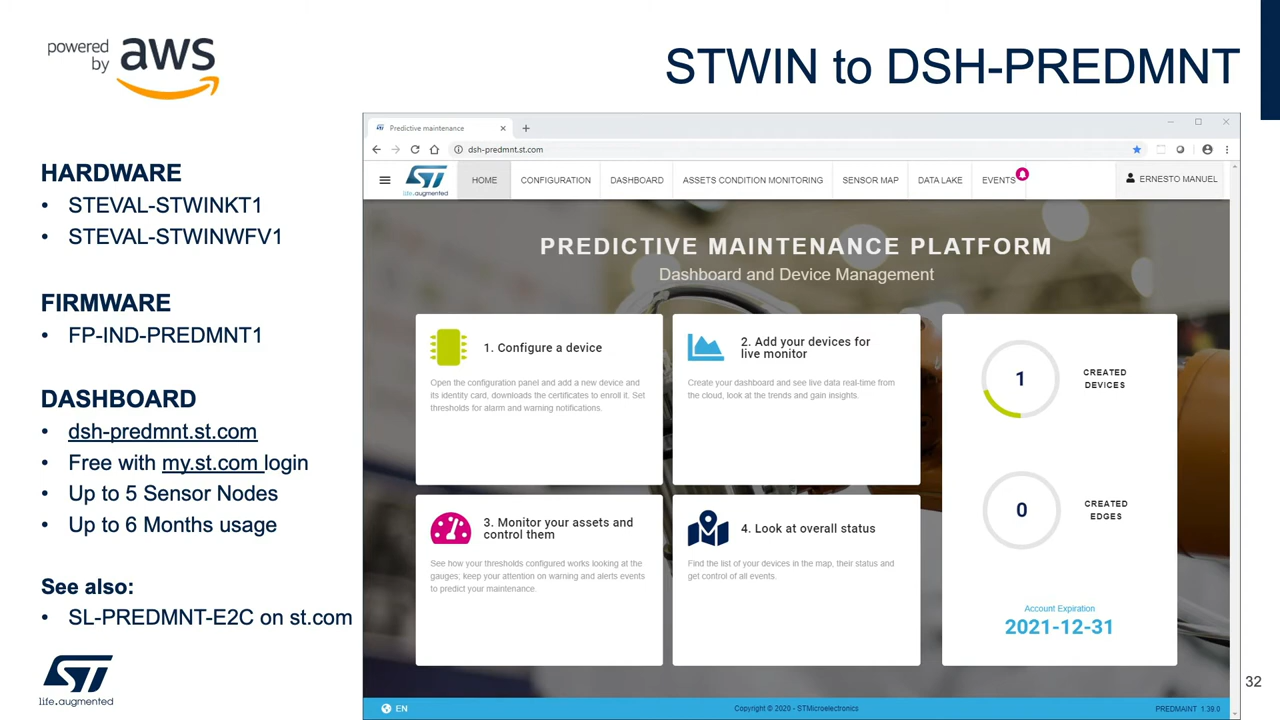 powered
by aws
STWIN to DSH-PREDMNT
HARDWARE
• STEVAL-STWINKT1
• STEVAL-STWINWFV1
FIRMWARE
• FP-IND-PREDMNT1
DASHBOARD
• dsh-predmnt.st.com
• Free with my.st.com login
• Up to 5 Sensor Nodes
• Up to 6 Months usage
See also:
• SL-PREDMNT-E2C on st.com
ST
life.augmented
Predictive maintenance
dsh-predmnt.st.com
ST
life.augmented
HOME CONFIGURATION DASHBOARD ASSETS CONDITION MONITORING SENSOR MAP DATA LAKE EVENTS ERNESTO MANUEL
PREDICTIVE MAINTENANCE PLATFORM
Dashboard and Device Management
1. Configure a device
Open the configuration panel and add a new device and
its identity card, downloads the certificates to enroll it. Set
thresholds for alarm and warning notifications.
2. Add your devices for
live monitor
Create your dashboard and see live data real-time from
the cloud, look at the trends and gain insights.
3. Monitor your assets and
control them
See how your thresholds configured works looking at the
gauges; keep your attention on warning and alerts events
to predict your maintenance.
4. Look at overall status
Find the list of your devices in the map, their status and
get control of all events.
1
CREATED
DEVICES
0
CREATED
EDGES
Account Expiration
2021-12-31
EN
Copyright © 2020 - STMicroelectronics
PREDMAINT 1.39.0
32